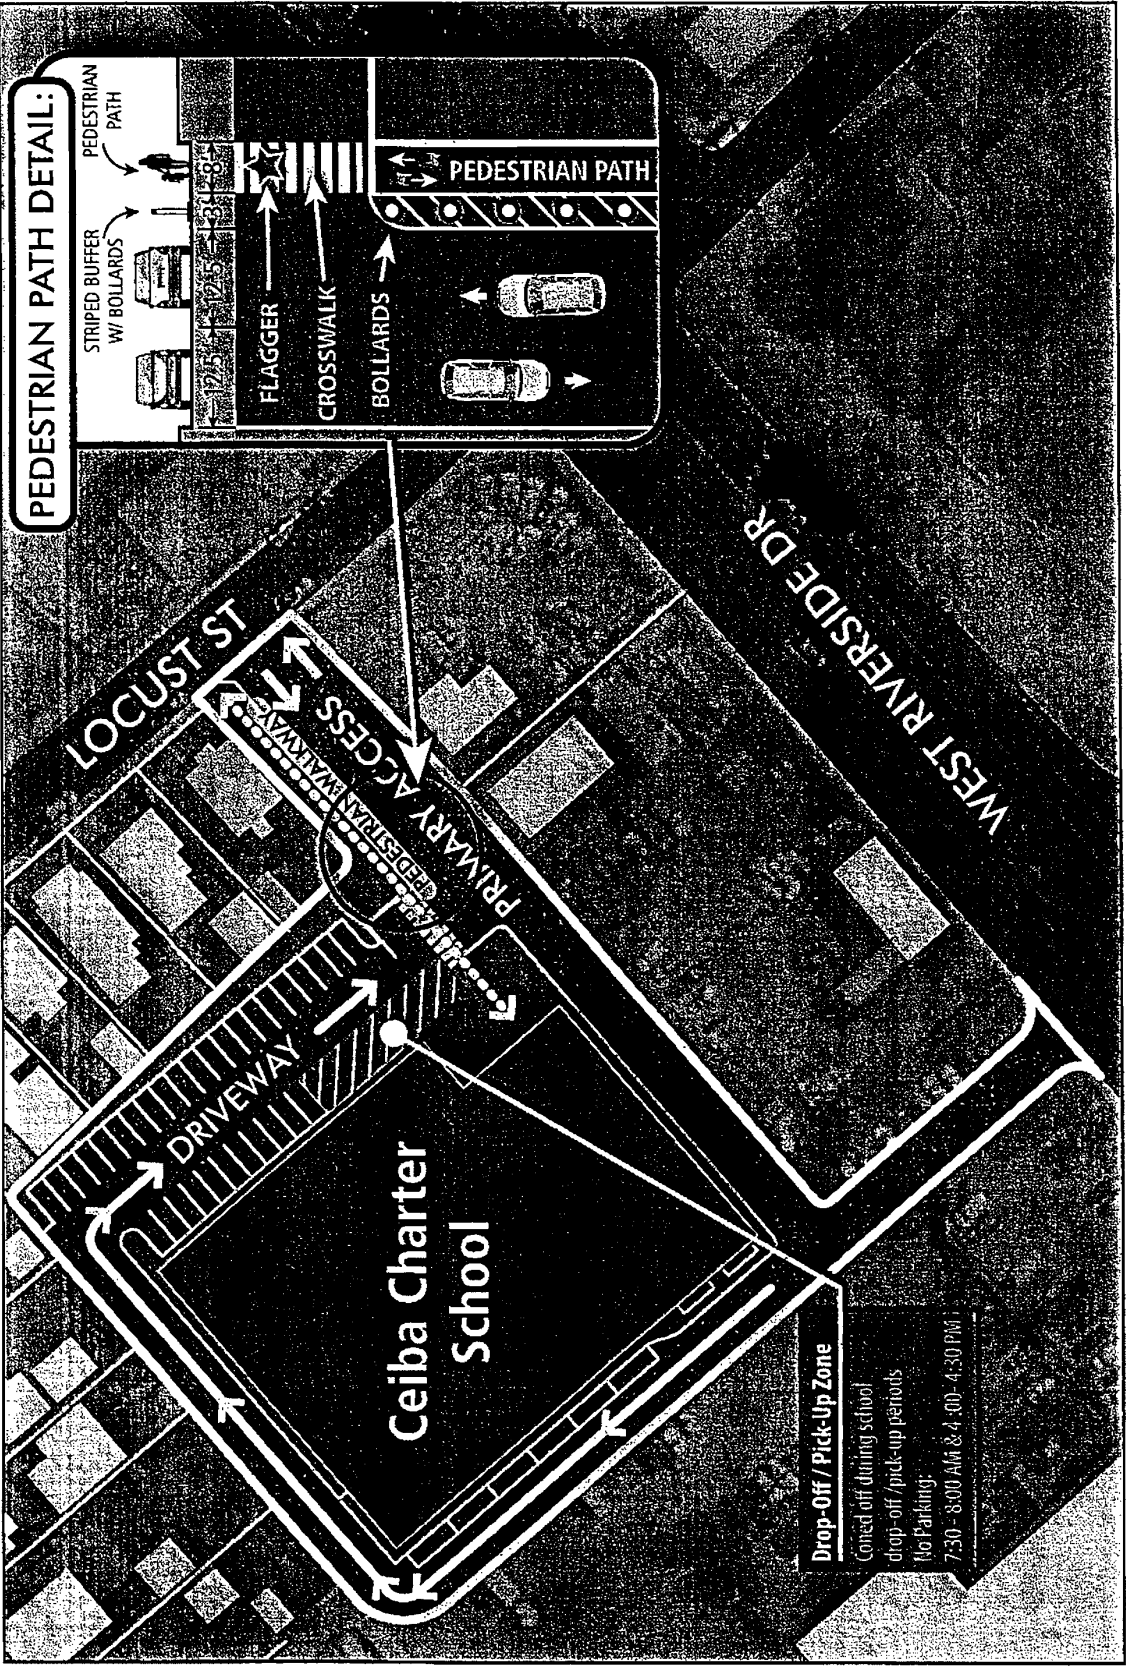 PEDESTRIAN PATH DETAIL:
STRIPED BUFFER
W/ BOLLARDS
PEDESTRIAN
PATH
12.5'
12.5'
3'
8'
FLAGGER
CROSSWALK
BOLLARDS
PEDESTRIAN PATH
LOCUST ST
PEDESTRIAN WALKWAY
PEDESTRIAN
PRIMARY ACCESS
WEST RIVERSIDE DR
DRIVEWAY
Ceiba Charter
School
Drop-Off / Pick-Up Zone
Coned off during school
drop-off / pick-up periods
No Parking:
7:30 - 8:00 AM & 4:00 - 4:30 PM